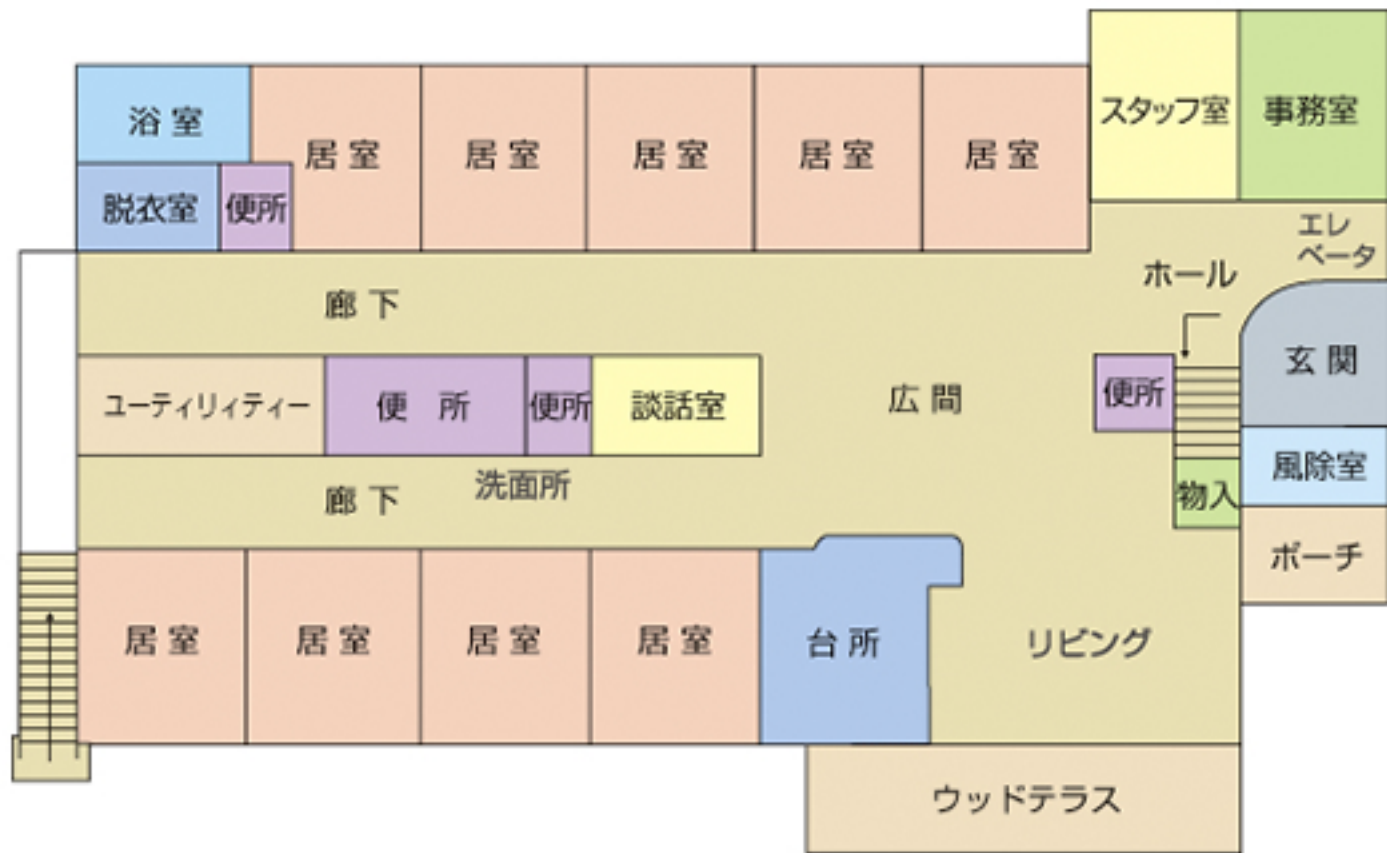 スタッフ室
事務室
浴室
居室
居室
居室
居室
居室
脱衣室
便所
エレ
ベータ
ホール
廊下
玄関
ユーティリィティー
便所
便所
談話室
広間
便所
風除室
洗面所
廊下
物入
ポーチ
居室
居室
居室
居室
台所
リビング
ウッドテラス